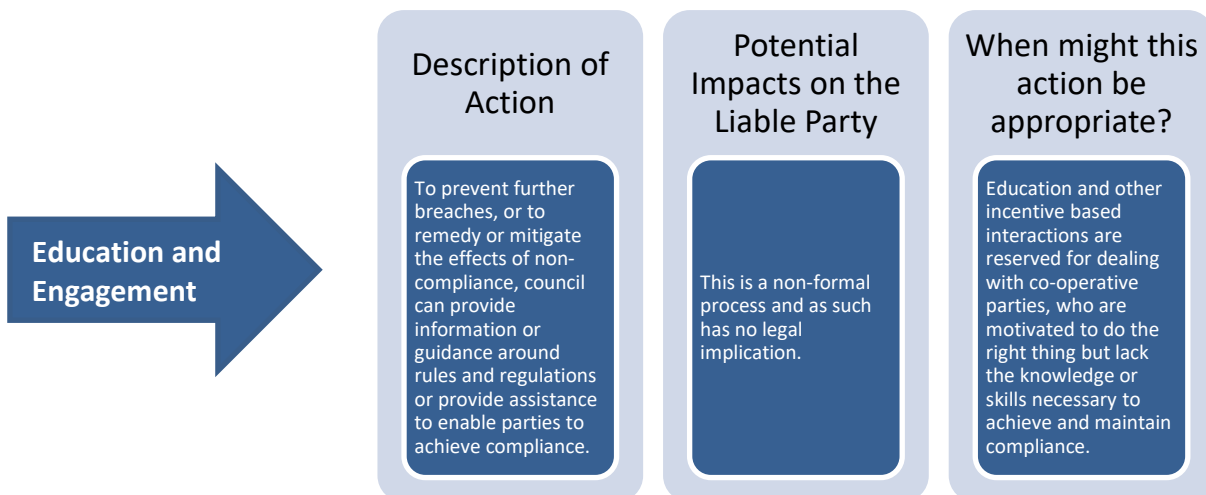 Education and
Engagement
Description of
Action
To prevent further
breaches, or to
remedy or mitigate
the effects of non-
compliance, council
can provide
information or
guidance around
rules and regulations
or provide assistance
to enable parties to
achieve compliance.
Potential
Impacts on the
Liable Party
This is a non-formal
process and as such
has no legal
implication.
When might this
action be
appropriate?
Education and other
incentive based
interactions are
reserved for dealing
with co-operative
parties, who are
motivated to do the
right thing but lack
the knowledge or
skills necessary to
achieve and maintain
compliance.